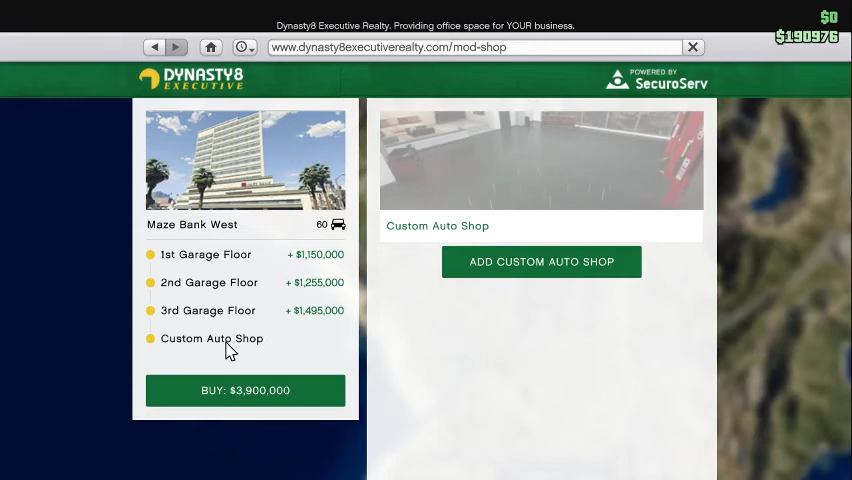 Dynasty8 Executive Realty. Providing office space for YOUR business.
$0
$190976
www.dynasty8executiverealty.com/mod-shop
DYNASTY8
EXECUTIVE
POWERED BY
SecuroServ
Maze Bank West 60
1st Garage Floor + $1,150,000
2nd Garage Floor + $1,255,000
3rd Garage Floor + $1,495,000
Custom Auto Shop
BUY: $3,900,000
Custom Auto Shop
ADD CUSTOM AUTO SHOP